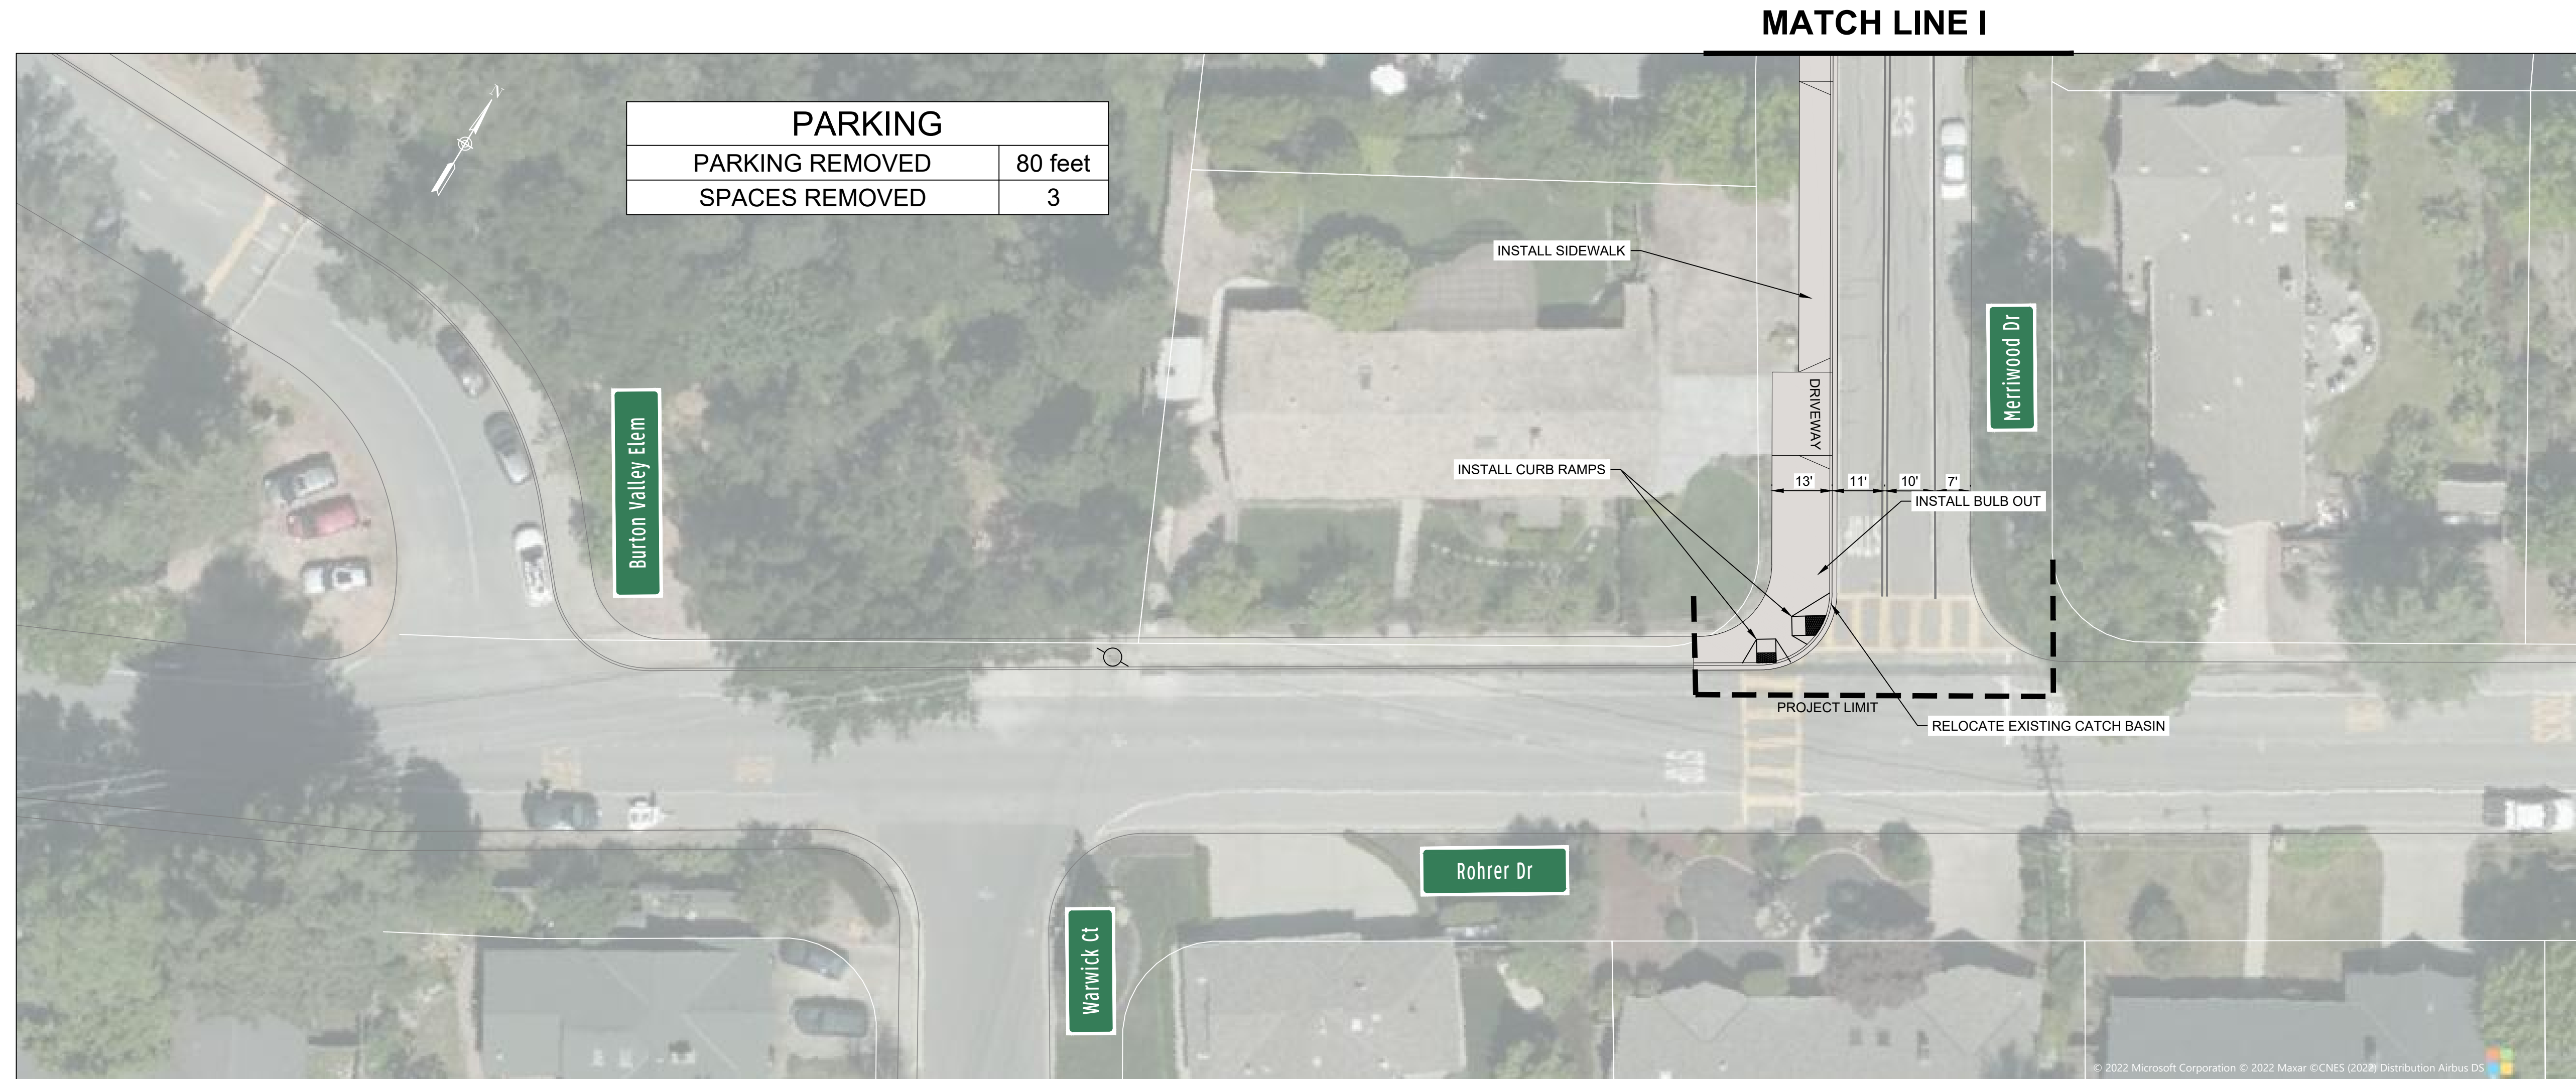 MATCH LINE I
N
PARKING
PARKING REMOVED 80 feet
SPACES REMOVED 3
25
INSTALL SIDEWALK
Merriwood Dr
DRIVEWAY
Burton Valley Elem
INSTALL CURB RAMPS
13' 11' 10' 7'
INSTALL BULB OUT
PROJECT LIMIT
RELOCATE EXISTING CATCH BASIN
STOP
Rohrer Dr
Warwick Ct
© 2022 Microsoft Corporation © 2022 Maxar ©CNES (2022) Distribution Airbus DS